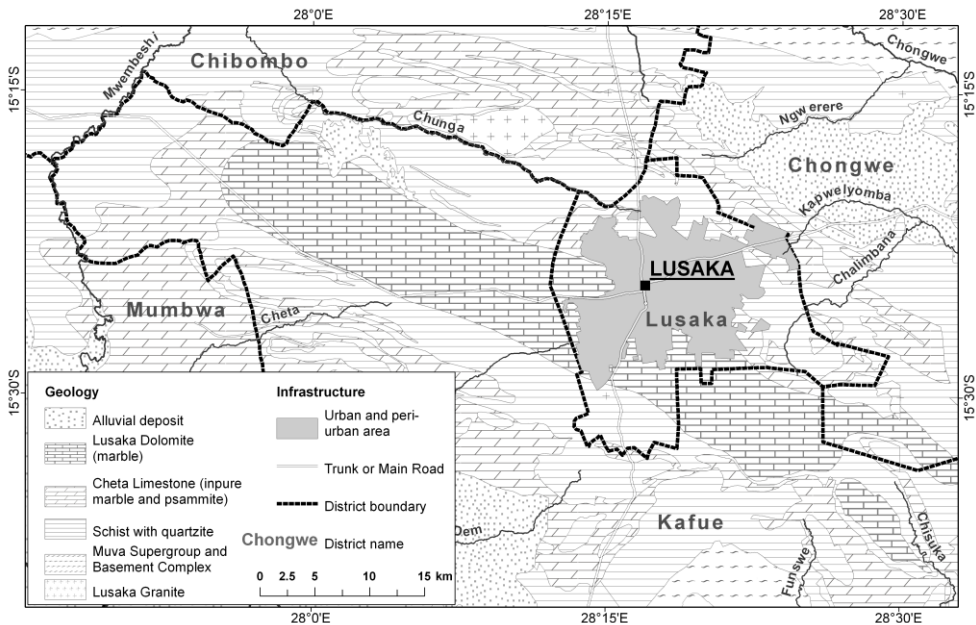 28°0'E
28°15'E
28°30'E
15°15'S
15°15'S
Mwembeshi
Chibombo
Chongwe
Chunga
Ngwerere
Chongwe
Kapwelyomba
Chalimbana
LUSAKA
Lusaka
Mumbwa
Cheta
15°30'S
15°30'S
Geology
Alluvial deposit
Lusaka Dolomite
(marble)
Cheta Limestone (inpure
marble and psammite)
Schist with quartzite
Muva Supergroup and
Basement Complex
Lusaka Granite
Infrastructure
Urban and peri-
urban area
Trunk or Main Road
District boundary
Chongwe District name
0 2.5 5 10 15 km
Oem
Kafue
Funswe
Chisuka
28°0'E
28°15'E
28°30'E